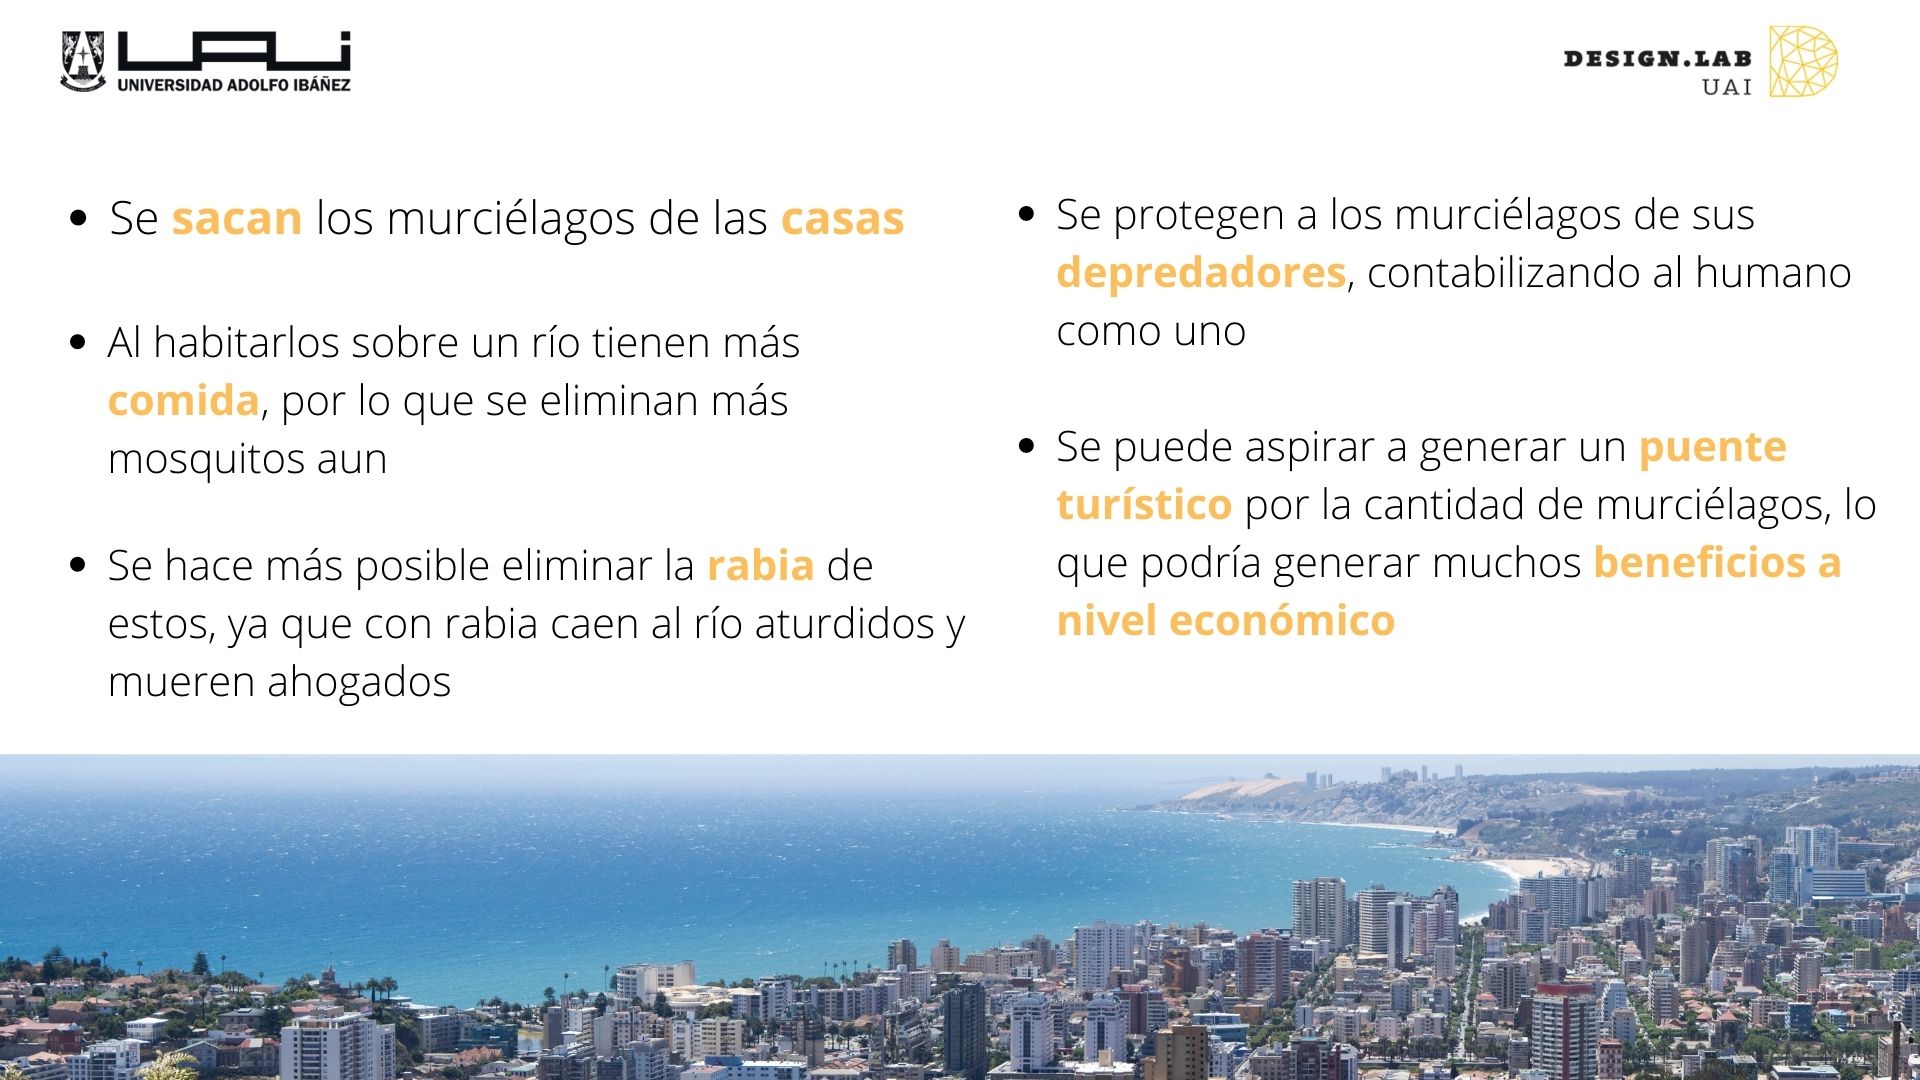 UNIVERSIDAD ADOLFO IBÁÑEZ
DESIGN.LAB
UAI
Se sacan los murciélagos de las casas
Al habitarlos sobre un río tienen más
comida, por lo que se eliminan más
mosquitos aun
Se hace más posible eliminar la rabia de
estos, ya que con rabia caen al río aturdidos y
mueren ahogados
Se protegen a los murciélagos de sus
depredadores, contabilizando al humano
como uno
Se puede aspirar a generar un puente
turístico por la cantidad de murciélagos, lo
que podría generar muchos beneficios a
nivel económico